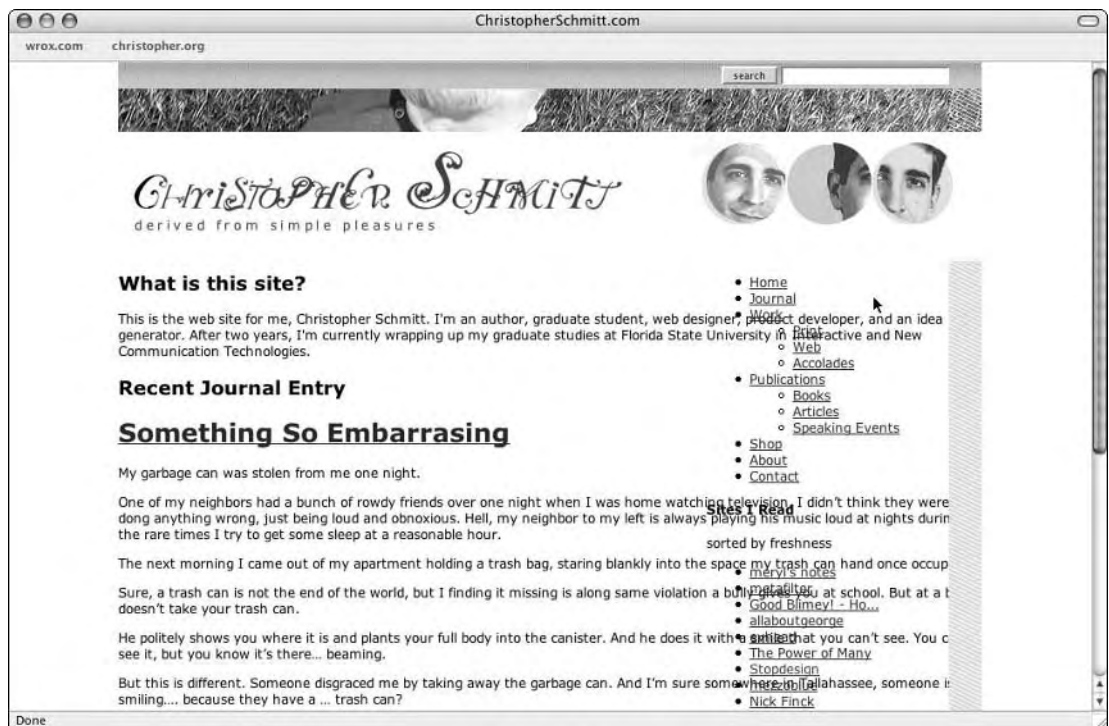 ChristopherSchmitt.com
wrox.com christopher.org
search
CHRISTOPHER SCHMITT
derived from simple pleasures
What is this site?
This is the web site for me, Christopher Schmitt. I'm an author, graduate student, web designer, product developer, and an idea
generator. After two years, I'm currently wrapping up my graduate studies at Florida State University in Interactive and New
Communication Technologies.
Recent Journal Entry
Something So Embarrasing
My garbage can was stolen from me one night.
One of my neighbors had a bunch of rowdy friends over one night when I was home watching television. I didn't think they were
dong anything wrong, just being loud and obnoxious. Hell, my neighbor to my left is always playing his music loud at nights durin
the rare times I try to get some sleep at a reasonable hour.
The next morning I came out of my apartment holding a trash bag, staring blankly into the space my trash can hand once occup
Sure, a trash can is not the end of the world, but I finding it missing is along same violation a bully gives you at school. But at a b
doesn't take your trash can.
He politely shows you where it is and plants your full body into the canister. And he does it with a smile that you can't see. You c
see it, but you know it's there... beaming.
But this is different. Someone disgraced me by taking away the garbage can. And I'm sure somewhere in Tallahassee, someone is
smiling.... because they have a ... trash can?
Home
Journal
Work
Print
Web
Accolades
Publications
Books
Articles
Speaking Events
Shop
About
Contact
Sites I Read
sorted by freshness
meryl's notes
metafilter
Good Blimey! - Ho...
allaboutgeorge
The Power of Many
Stopdesign
mezzoblue
Nick Finck
Done